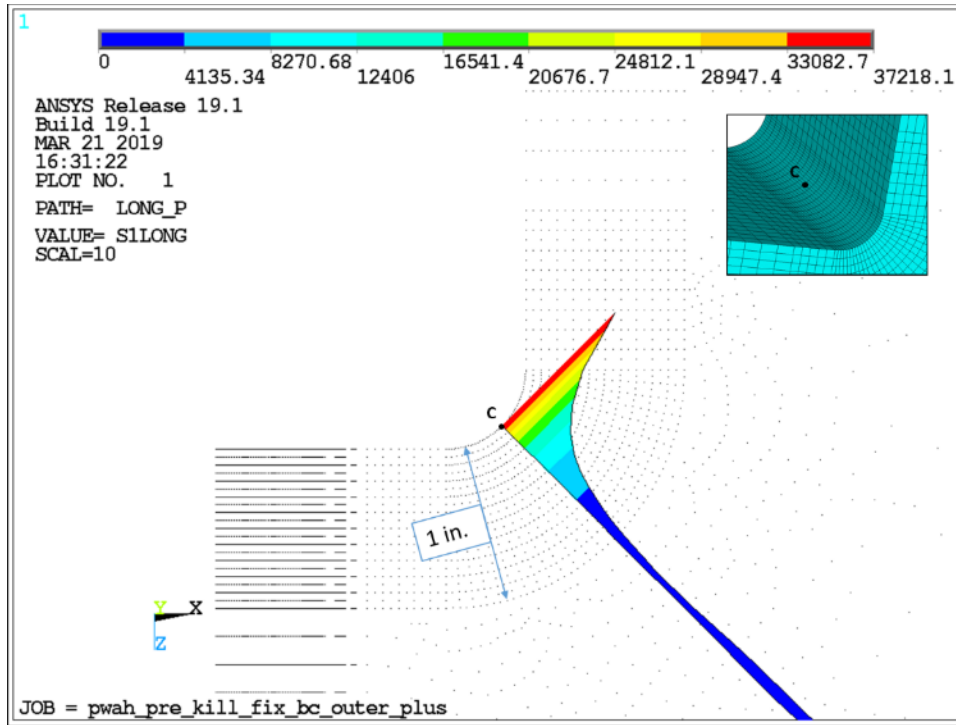 1
0 8270.68 16541.4 24812.1 33082.7
4135.34 12406 20676.7 28947.4 37218.1
ANSYS Release 19.1
Build 19.1
MAR 21 2019
16:31:22
PLOT NO. 1
PATH= LONG_P
VALUE= S1LONG
SCAL=10
C
C
1 in.
Y X
Z
JOB = pwah_pre_kill_fix_bc_outer_plus